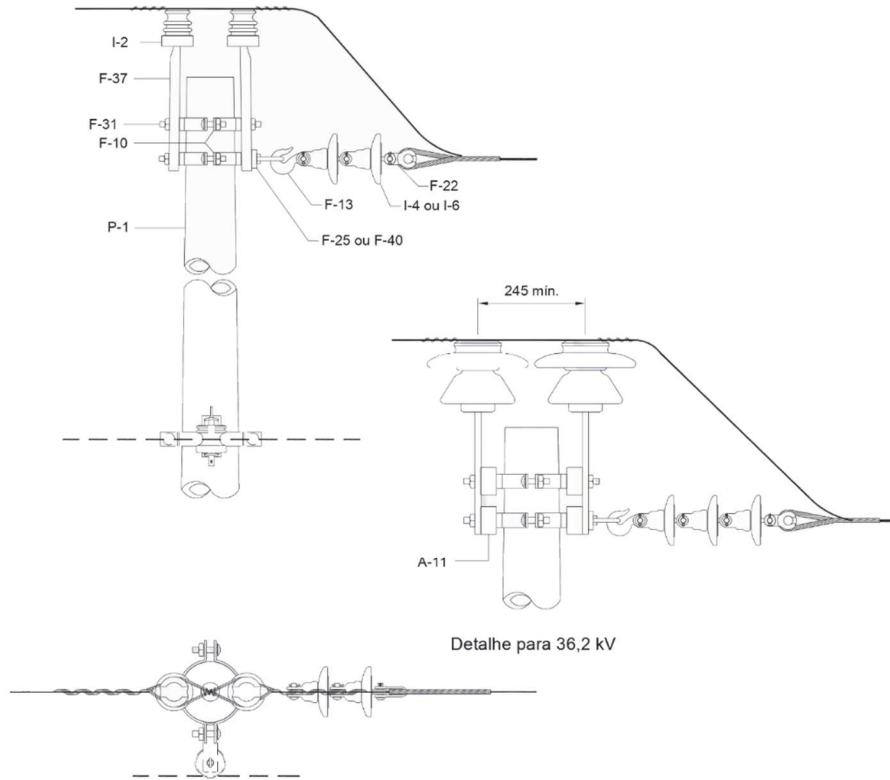 I-2
F-37
F-31
F-10
P-1
F-22
F-13
I-4 ou I-6
F-25 ou F-40
245 min.
A-11
Detalhe para 36,2 kV